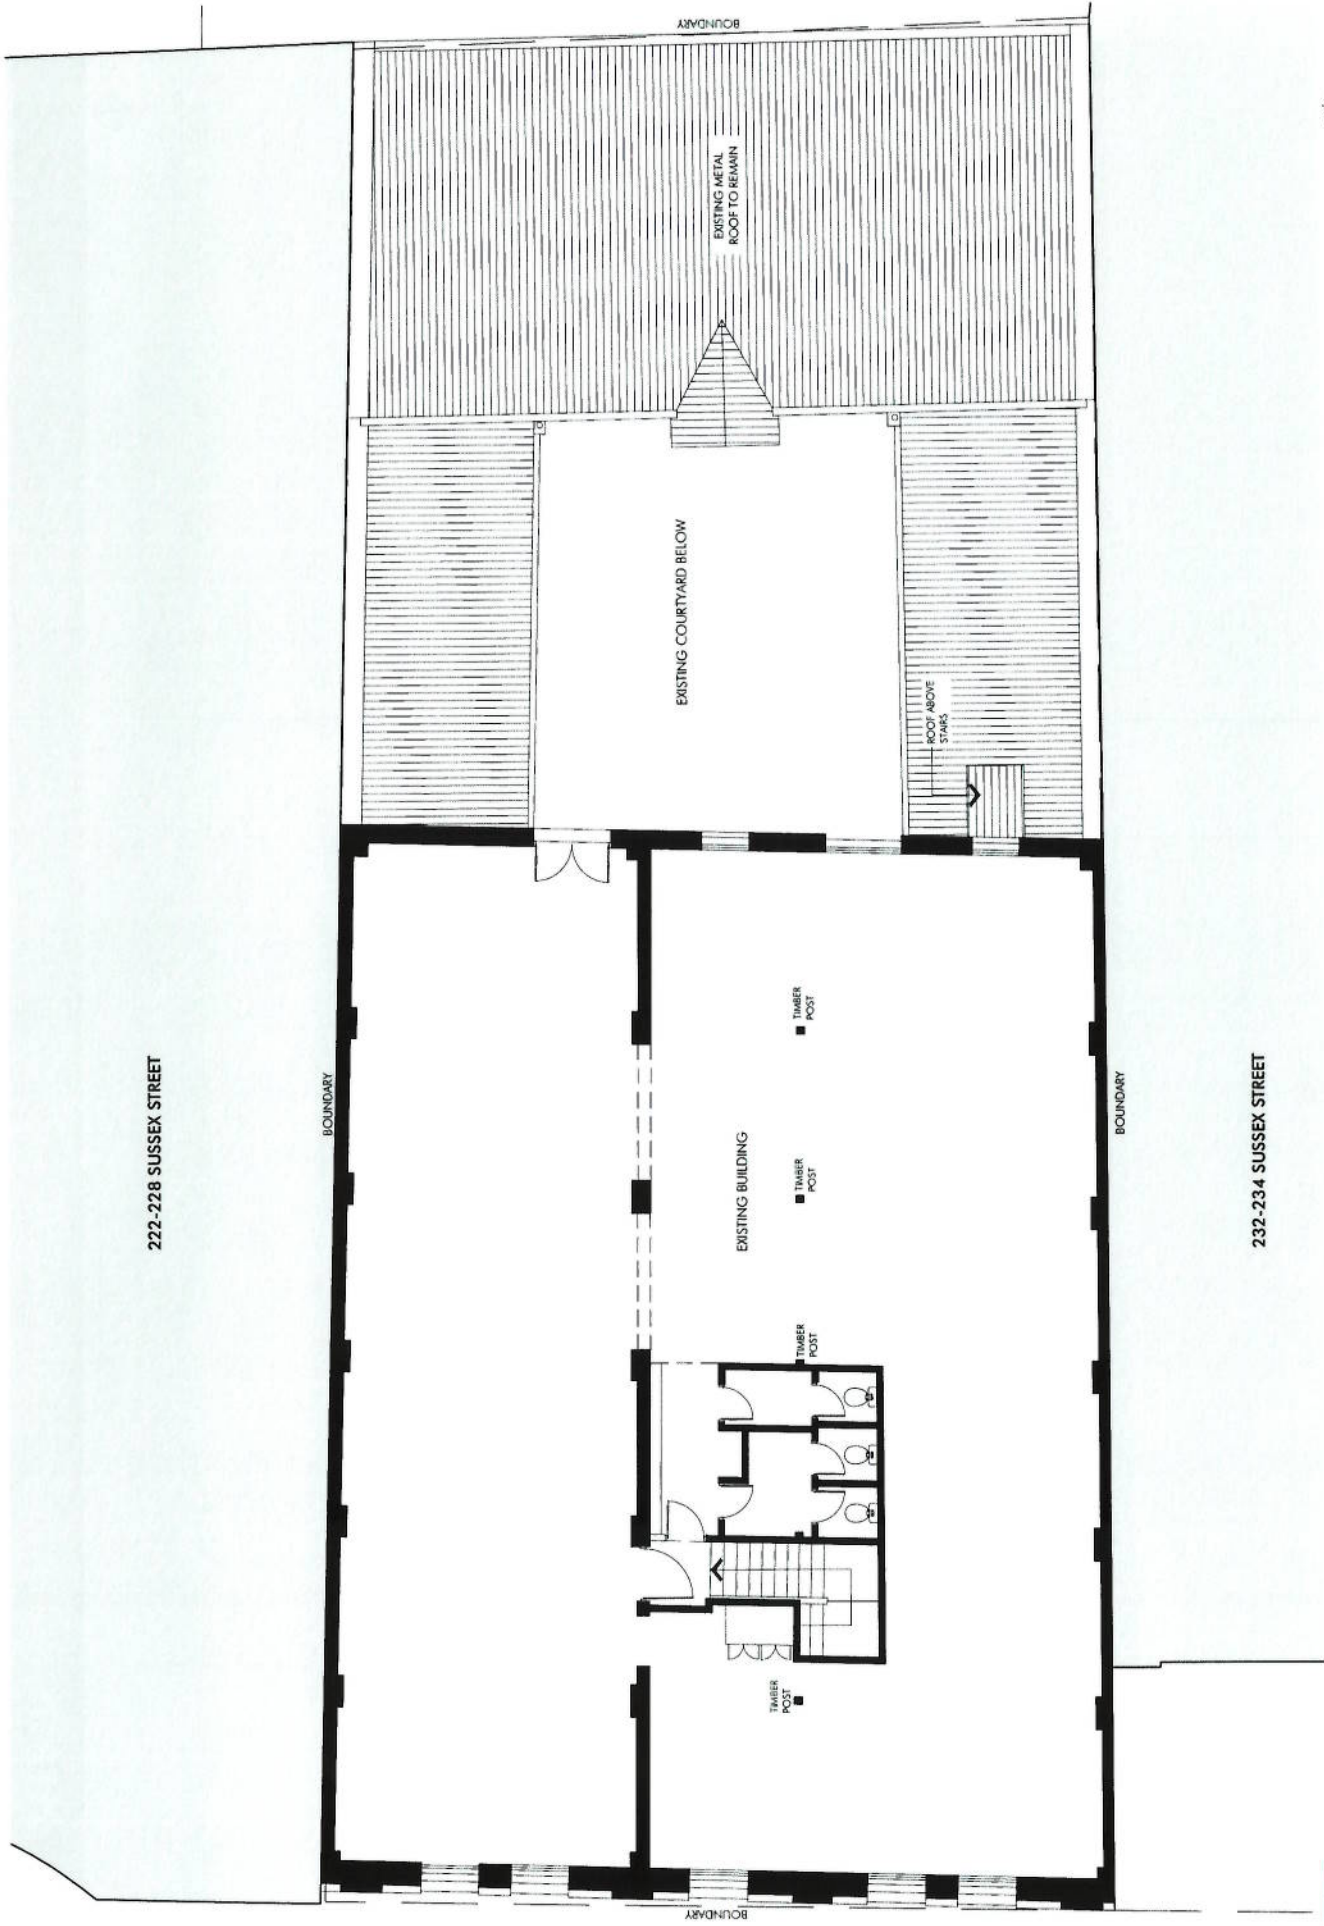 BOUNDARY
EXISTING METAL
ROOF TO REMAIN
EXISTING COURTYARD BELOW
ROOF ABOVE
STAIRS
222-228 SUSSEX STREET
BOUNDARY
TIMBER
POST
TIMBER
POST
EXISTING BUILDING
TIMBER
POST
TIMBER
POST
BOUNDARY
232-234 SUSSEX STREET
BOUNDARY